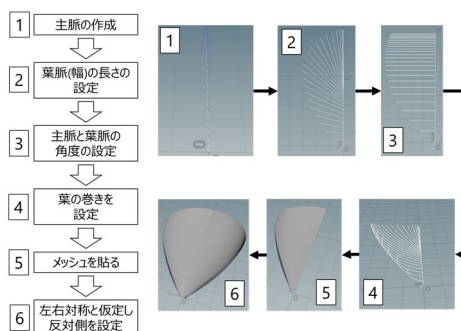 1
主脈の作成
2
葉脈(幅)の長さの
設定
3
主脈と葉脈の
角度の設定
4
葉の巻きを
設定
5
メッシュを貼る
6
左右対称と仮定し
反対側を設定
1
2
3
6
5
4